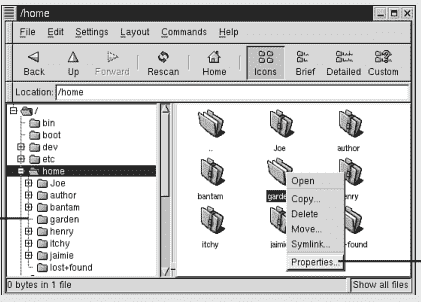 /home
File Edit Settings Layout Commands Help
Back Up Forward Rescan Home Icons Brief Detailed Custom
Location: /home
/
bin
boot
dev
etc
home
Joe
author
bantam
garden
henry
itchy
jaimie
lost+found
.. Joe author
bantam garde enry
itchy jaimie t+found
Open
Copy...
Delete
Move...
Symlink...
Properties...
0 bytes in 1 file Show all files